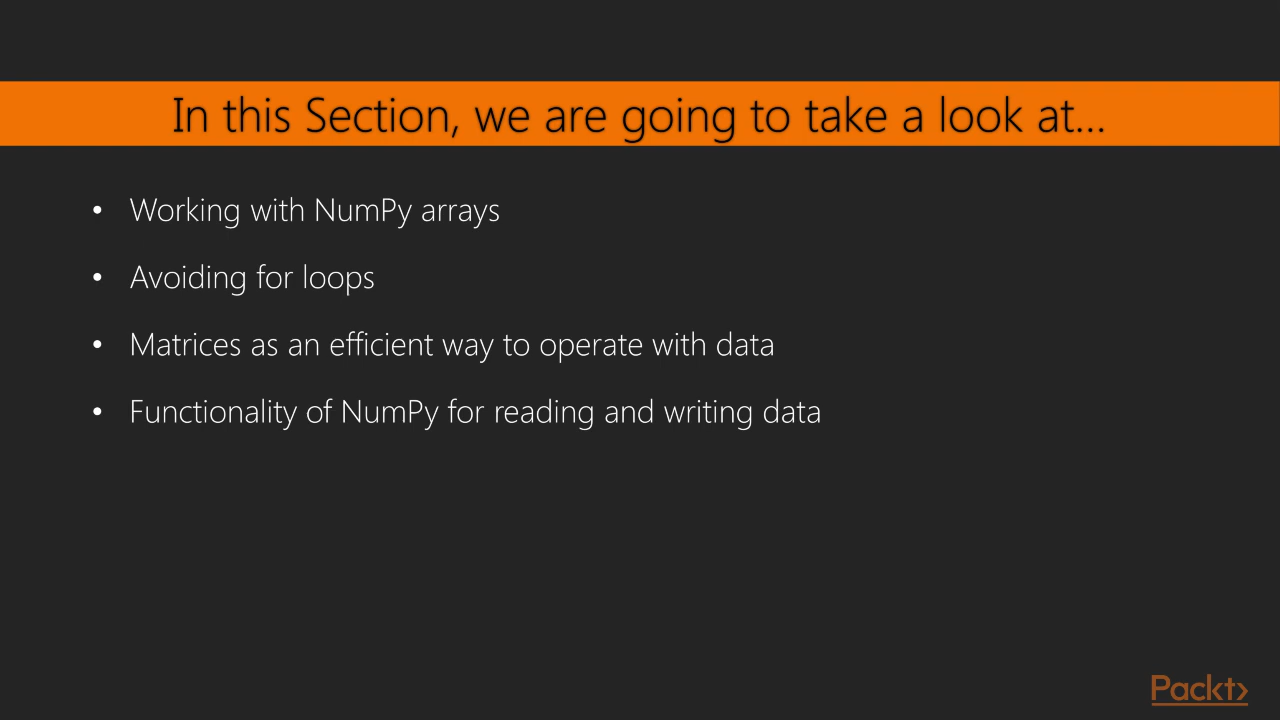 In this Section, we are going to take a look at...
• Working with NumPy arrays
• Avoiding for loops
• Matrices as an efficient way to operate with data
• Functionality of NumPy for reading and writing data
Packt>